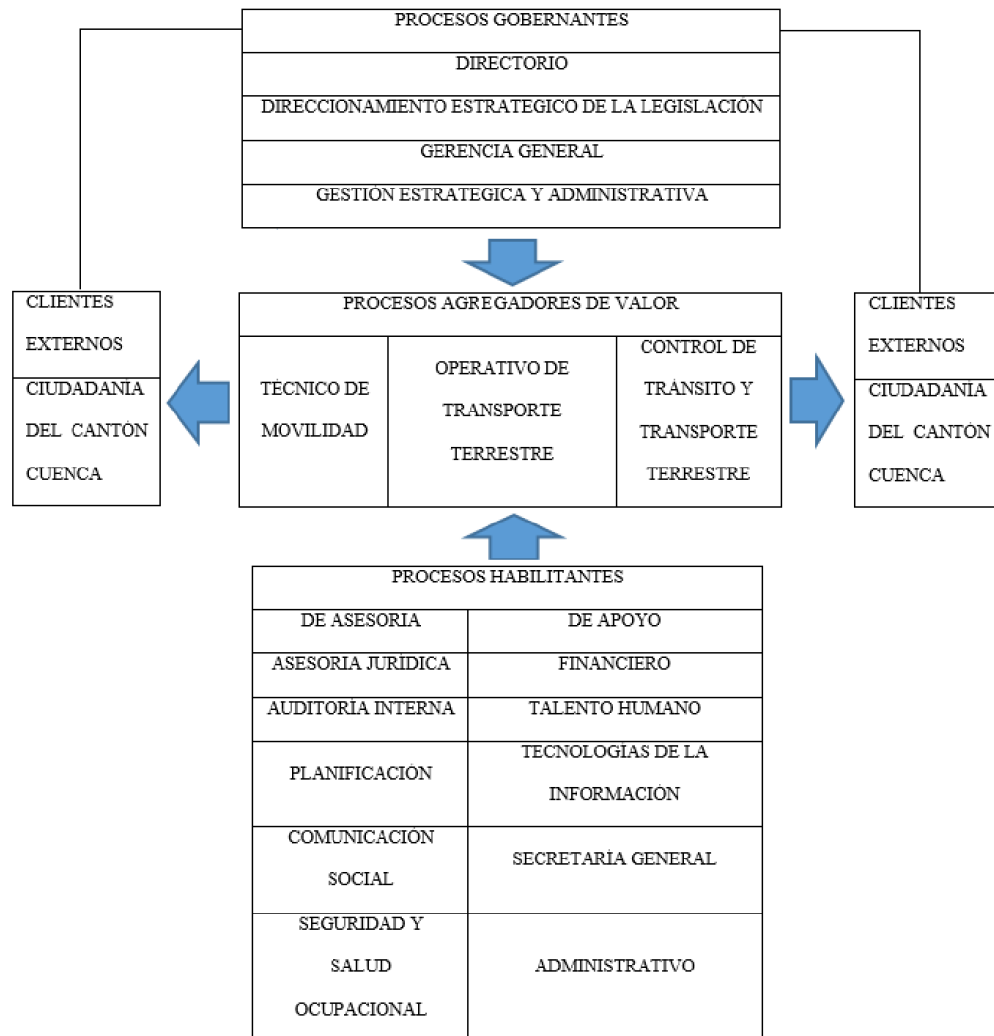 PROCESOS GOBERNANTES
DIRECTORIO
DIRECCIONAMIENTO ESTRATEGICO DE LA LEGISLACIÓN
GERENCIA GENERAL
GESTIÓN ESTRATEGICA Y ADMINISTRATIVA
CLIENTES
EXTERNOS
CIUDADANÍA
DEL CANTÓN
CUENCA
PROCESOS AGREGADORES DE VALOR
TÉCNICO DE
MOVILIDAD
OPERATIVO DE
TRANSPORTE
TERRESTRE
CONTROL DE
TRÁNSITO Y
TRANSPORTE
TERRESTRE
CLIENTES
EXTERNOS
CIUDADANÍA
DEL CANTÓN
CUENCA
PROCESOS HABILITANTES
DE ASESORIA
DE APOYO
ASESORIA JURÍDICA
FINANCIERO
AUDITORÍA INTERNA
TALENTO HUMANO
PLANIFICACIÓN
TECNOLOGÍAS DE LA
INFORMACIÓN
COMUNICACIÓN
SOCIAL
SECRETARÍA GENERAL
SEGURIDAD Y
SALUD
OCUPACIONAL
ADMINISTRATIVO